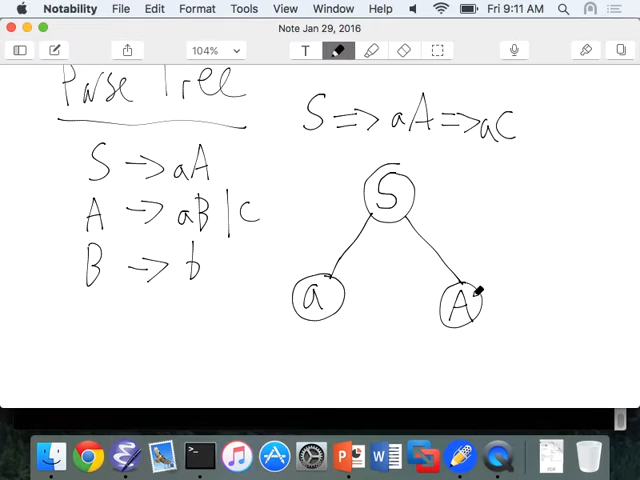 Notability File Edit Format Tools View Window Help Fri 9:11 AM
Note Jan 29, 2016
104% T
Parse Tree
S ⇒ aA ⇒ aC
S → aA
A → aB | C
B → b
S
a A
PDF